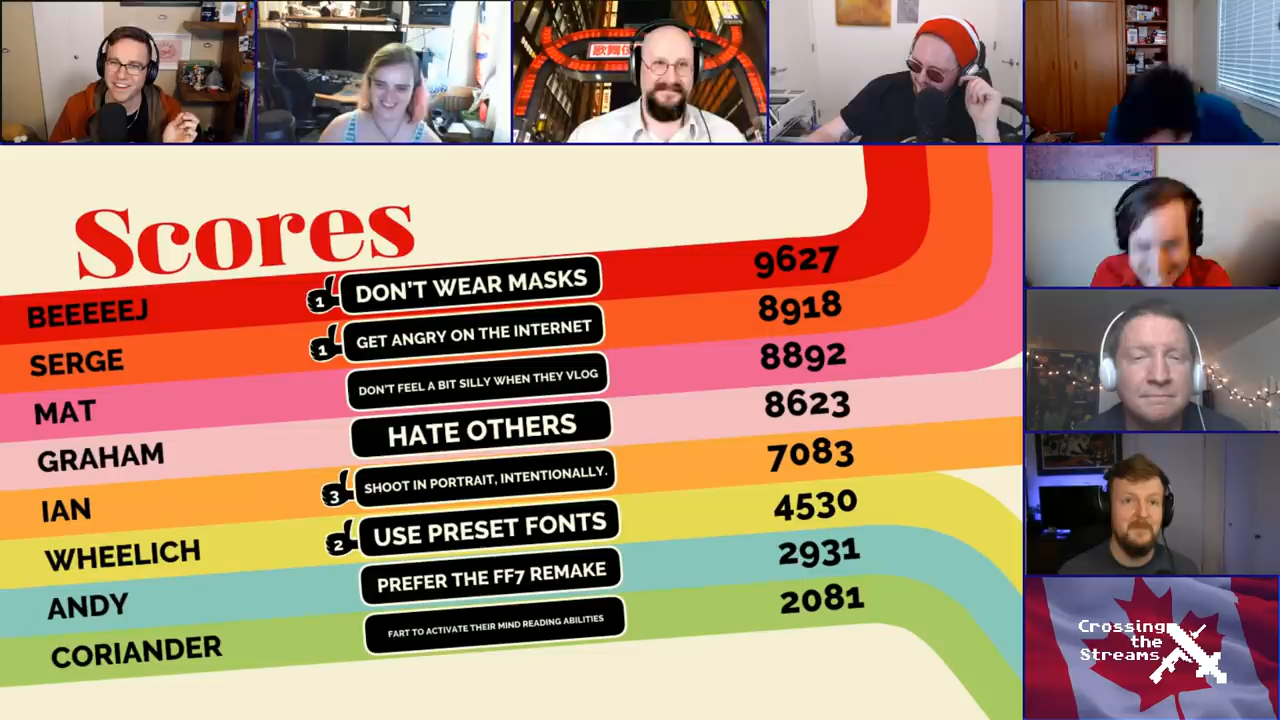 歌舞伎
Scores
BEEEEEJ 1 DON'T WEAR MASKS 9627
SERGE 1 GET ANGRY ON THE INTERNET 8918
MAT DON'T FEEL A BIT SILLY WHEN THEY VLOG 8892
GRAHAM HATE OTHERS 8623
IAN 3 SHOOT IN PORTRAIT, INTENTIONALLY. 7083
WHEELICH 2 USE PRESET FONTS 4530
ANDY PREFER THE FF7 REMAKE 2931
CORIANDER FART TO ACTIVATE THEIR MIND READING ABILITIES 2081
Crossing
the
Streams